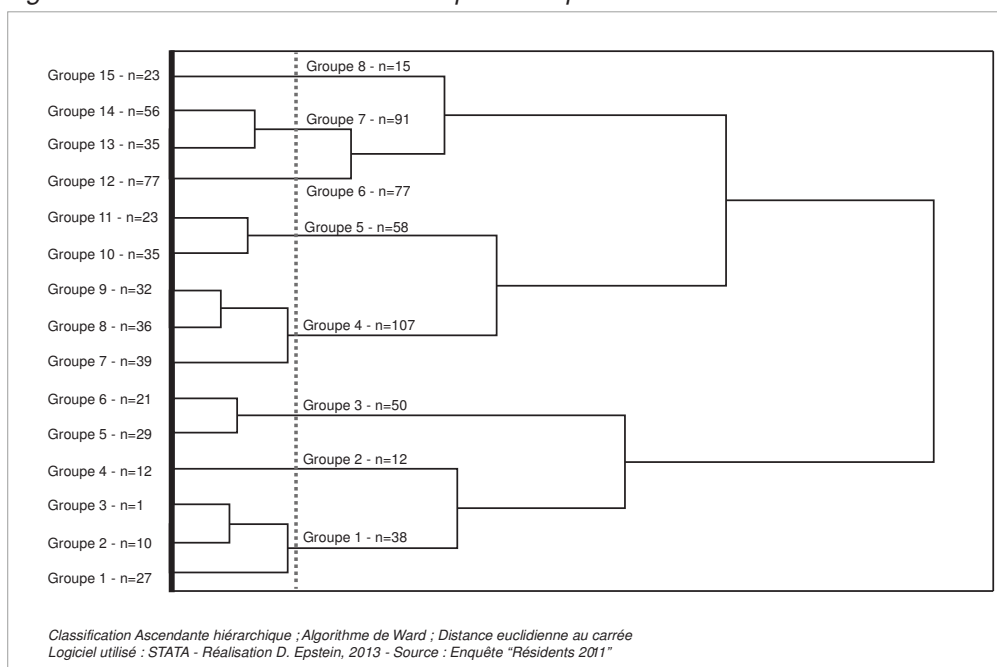 Groupe 15 - n=23
Groupe 8 - n=15
Groupe 14 - n=56
Groupe 7 - n=91
Groupe 13 - n=35
Groupe 12 - n=77
Groupe 6 - n=77
Groupe 11 - n=23
Groupe 5 - n=58
Groupe 10 - n=35
Groupe 9 - n=32
Groupe 8 - n=36
Groupe 4 - n=107
Groupe 7 - n=39
Groupe 6 - n=21
Groupe 3 - n=50
Groupe 5 - n=29
Groupe 4 - n=12
Groupe 2 - n=12
Groupe 3 - n=1
Groupe 2 - n=10
Groupe 1 - n=38
Groupe 1 - n=27
Classification Ascendante hiérarchique ; Algorithme de Ward ; Distance euclidienne au carrée
Logiciel utilisé : STATA - Réalisation D. Epstein, 2013 - Source : Enquête “Résidents 2011”